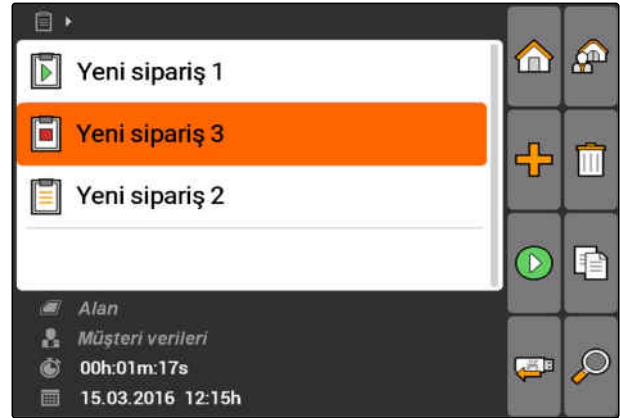 Yeni sipariş 1
Yeni sipariş 3
Yeni sipariş 2
Alan
Müşteri verileri
00h:01m:17s
15.03.2016 12:15h